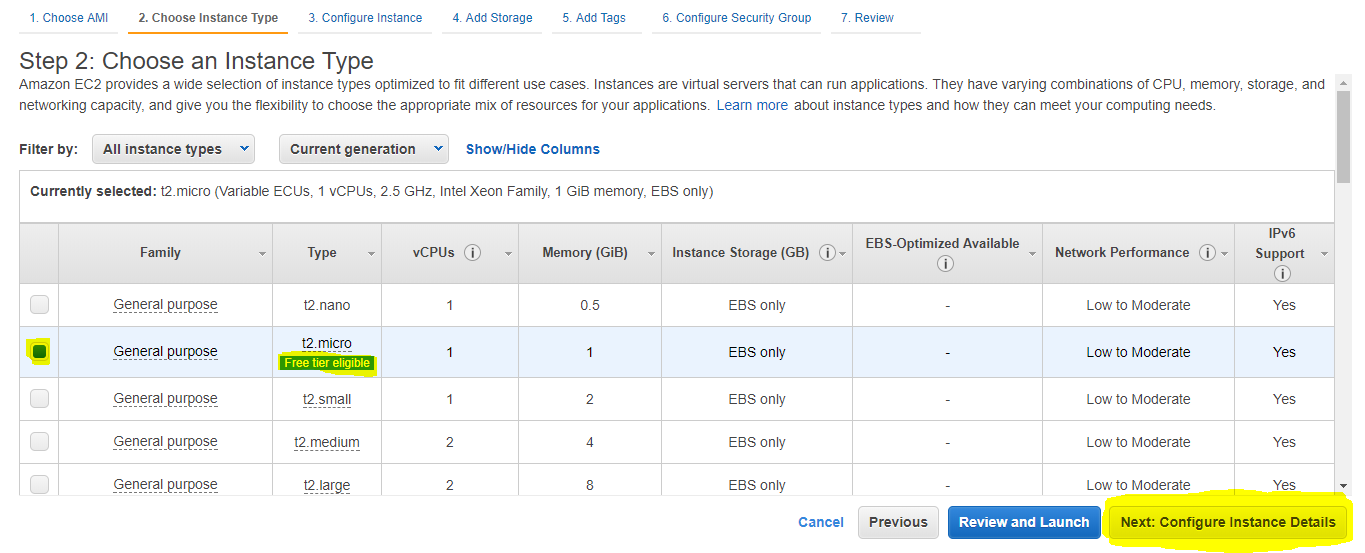 1. Choose AMI 2. Choose Instance Type 3. Configure Instance 4. Add Storage 5. Add Tags 6. Configure Security Group 7. Review
Step 2: Choose an Instance Type
Amazon EC2 provides a wide selection of instance types optimized to fit different use cases. Instances are virtual servers that can run applications. They have varying combinations of CPU, memory, storage, and
networking capacity, and give you the flexibility to choose the appropriate mix of resources for your applications. Learn more about instance types and how they can meet your computing needs.
Filter by: All instance types Current generation Show/Hide Columns
Currently selected: t2.micro (Variable ECUs, 1 vCPUs, 2.5 GHz, Intel Xeon Family, 1 GiB memory, EBS only)
Family Type vCPUs i Memory (GiB) Instance Storage (GB) i EBS-Optimized Available i Network Performance i IPv6 Support i
General purpose t2.nano 1 0.5 EBS only - Low to Moderate Yes
General purpose t2.micro 1 1 EBS only - Low to Moderate Yes
Free tier eligible
General purpose t2.small 1 2 EBS only - Low to Moderate Yes
General purpose t2.medium 2 4 EBS only - Low to Moderate Yes
General purpose t2.large 2 8 EBS only - Low to Moderate Yes
Cancel Previous Review and Launch Next: Configure Instance Details